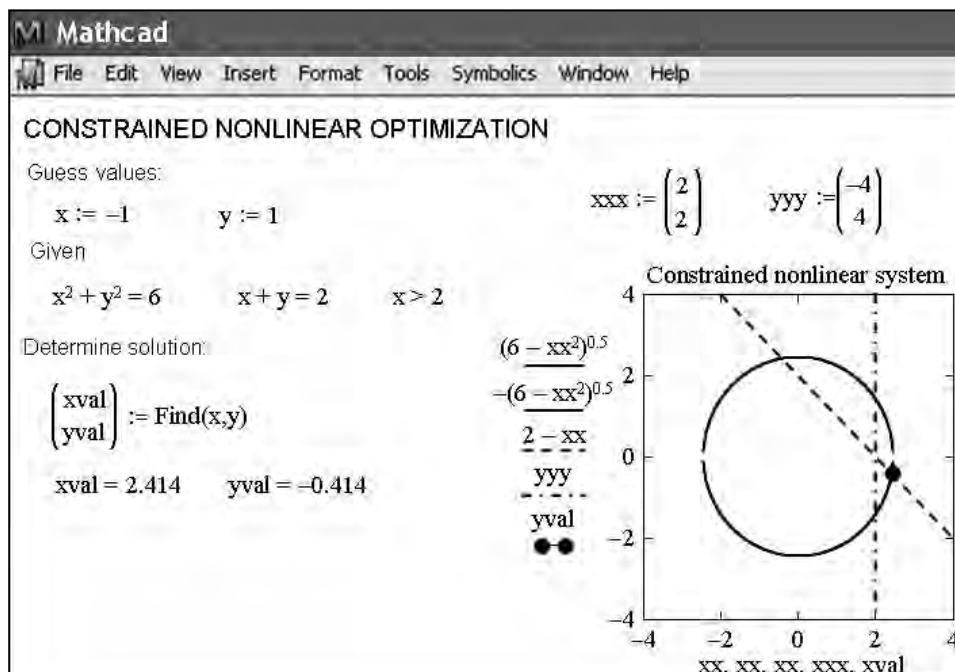 Mathcad
File Edit View Insert Format Tools Symbolics Window Help
CONSTRAINED NONLINEAR OPTIMIZATION
Guess values:
x := −1 y := 1
Given
x² + y² = 6 x + y = 2 x > 2
Determine solution:
(xval
yval) := Find(x,y)
xval = 2.414 yval = −0.414
xxx := (2
2) yyy := (−4
4)
Constrained nonlinear system
(6 − xx²)^0.5
−(6 − xx²)^0.5
2 − xx
yyy
yval
4
2
0
−2
−4
−4 −2 0 2 4
xx, xx, xx, xxx, xval